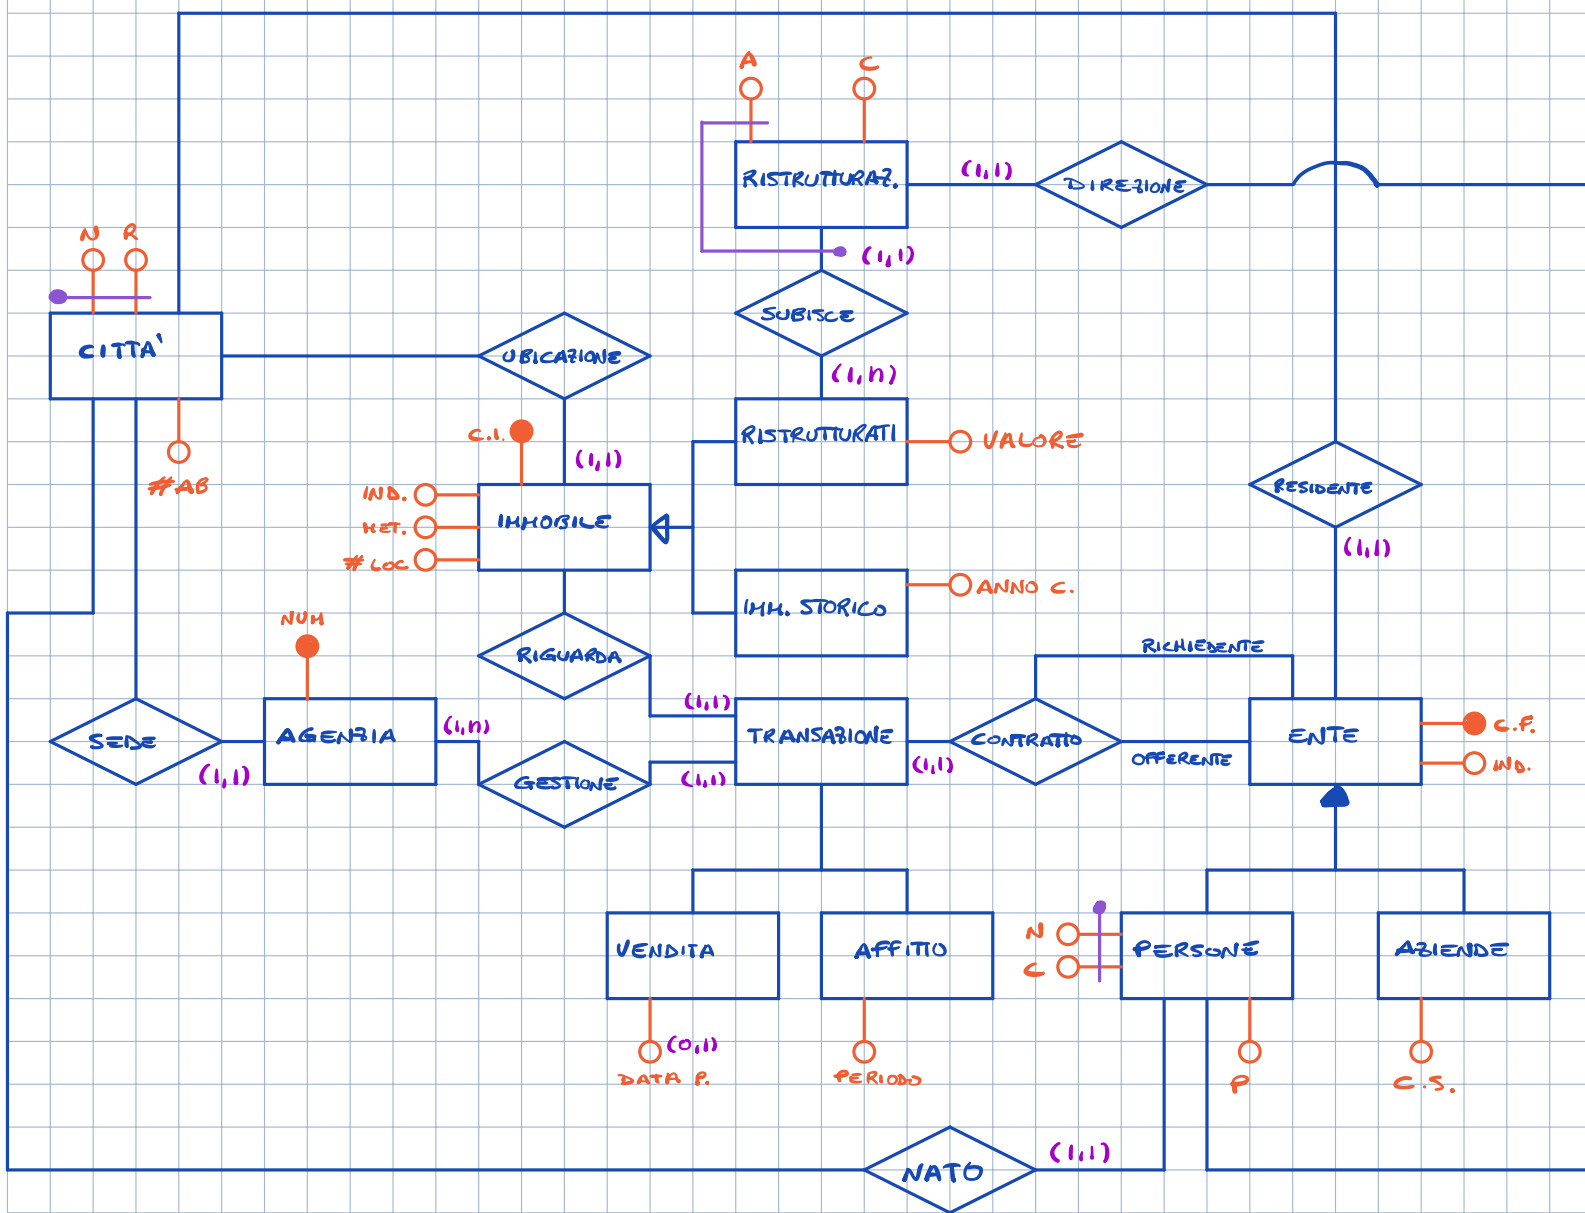 A
C
RISTRUTTURAZ.
(1,1)
DIREZIONE
N
R
(1,1)
SUBISCE
CITTA'
UBICAZIONE
(1,n)
C.I.
RISTRUTTURATI
VALORE
(1,1)
#AB
IND.
RESIDENTE
MET.
IMMOBILE
(1,1)
# LOC
ANNO C.
IMM. STORICO
NUM
RICHIEDENTE
RIGUARDA
(1,1)
SEDE
AGENZIA
(1,n)
TRANSAZIONE
CONTRATTO
ENTE
C.F.
OFFERENTE
(1,1)
IND.
(1,1)
GESTIONE
(1,1)
N
VENDITA
AFFITTO
PERSONE
AZIENDE
C
(0,1)
DATA P.
PERIODO
P
C.S.
(1,1)
NATO